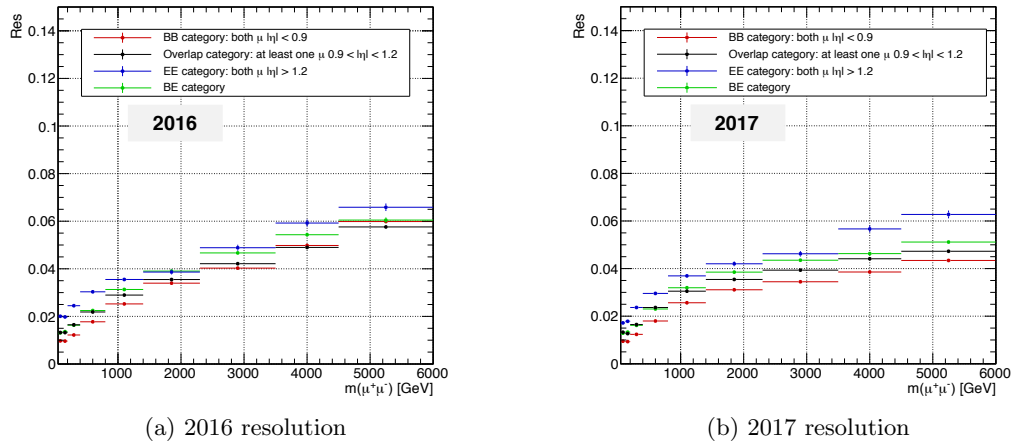 Res
0.14
0.12
0.1
0.08
0.06
0.04
0.02
0
BB category: both μ |η| < 0.9
Overlap category: at least one μ 0.9 < |η| < 1.2
EE category: both μ |η| > 1.2
BE category
2016
1000 2000 3000 4000 5000 6000
m(μ⁺μ⁻) [GeV]
(a) 2016 resolution
Res
0.14
0.12
0.1
0.08
0.06
0.04
0.02
0
BB category: both μ |η| < 0.9
Overlap category: at least one μ 0.9 < |η| < 1.2
EE category: both μ |η| > 1.2
BE category
2017
1000 2000 3000 4000 5000 6000
m(μ⁺μ⁻) [GeV]
(b) 2017 resolution